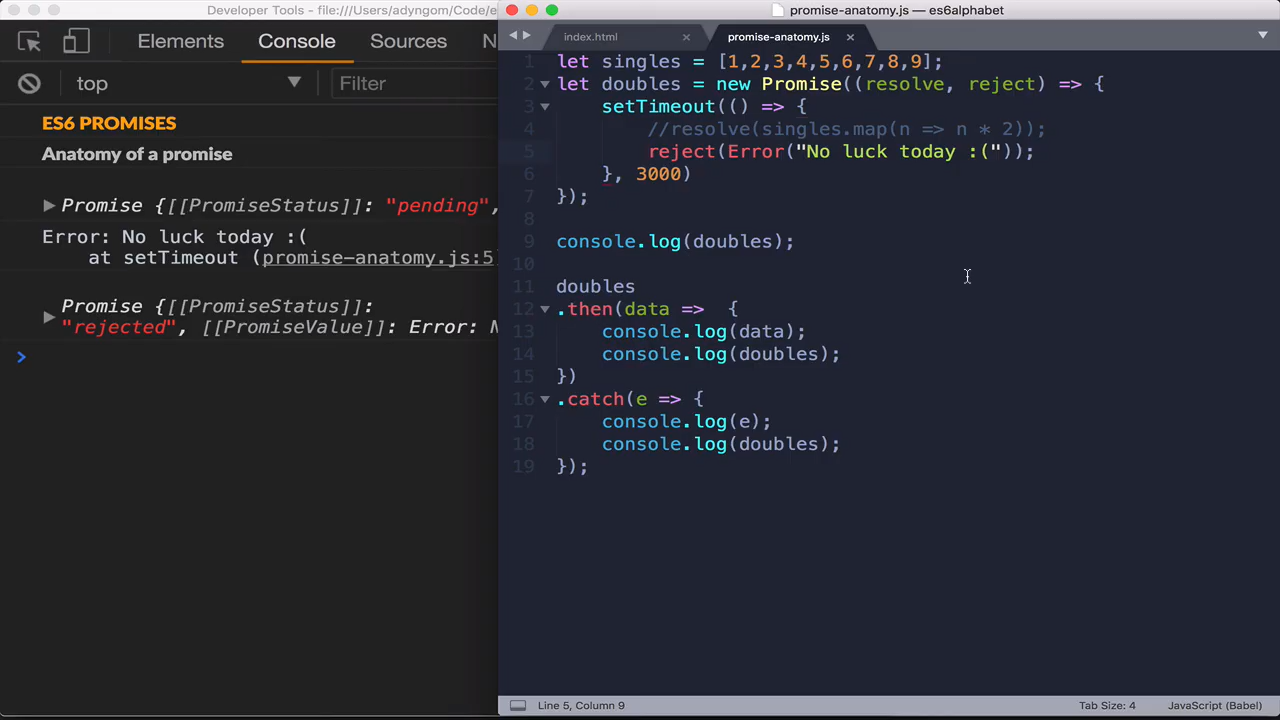 Developer Tools - file:///Users/adyngom/Code/e
Elements Console Sources N
top Filter
ES6 PROMISES
Anatomy of a promise
Promise {[[PromiseStatus]]: "pending",
Error: No luck today :(
at setTimeout (promise-anatomy.js:5
Promise {[[PromiseStatus]]:
"rejected", [[PromiseValue]]: Error: N
promise-anatomy.js — es6alphabet
index.html promise-anatomy.js
1 let singles = [1,2,3,4,5,6,7,8,9];
2 let doubles = new Promise((resolve, reject) => {
3 setTimeout(() => {
4 //resolve(singles.map(n => n * 2));
5 reject(Error("No luck today :("));
6 }, 3000)
7 });
8
9 console.log(doubles);
10
11 doubles
12 .then(data =>  {
13 console.log(data);
14 console.log(doubles);
15 })
16 .catch(e => {
17 console.log(e);
18 console.log(doubles);
19 });
Line 5, Column 9 Tab Size: 4 JavaScript (Babel)